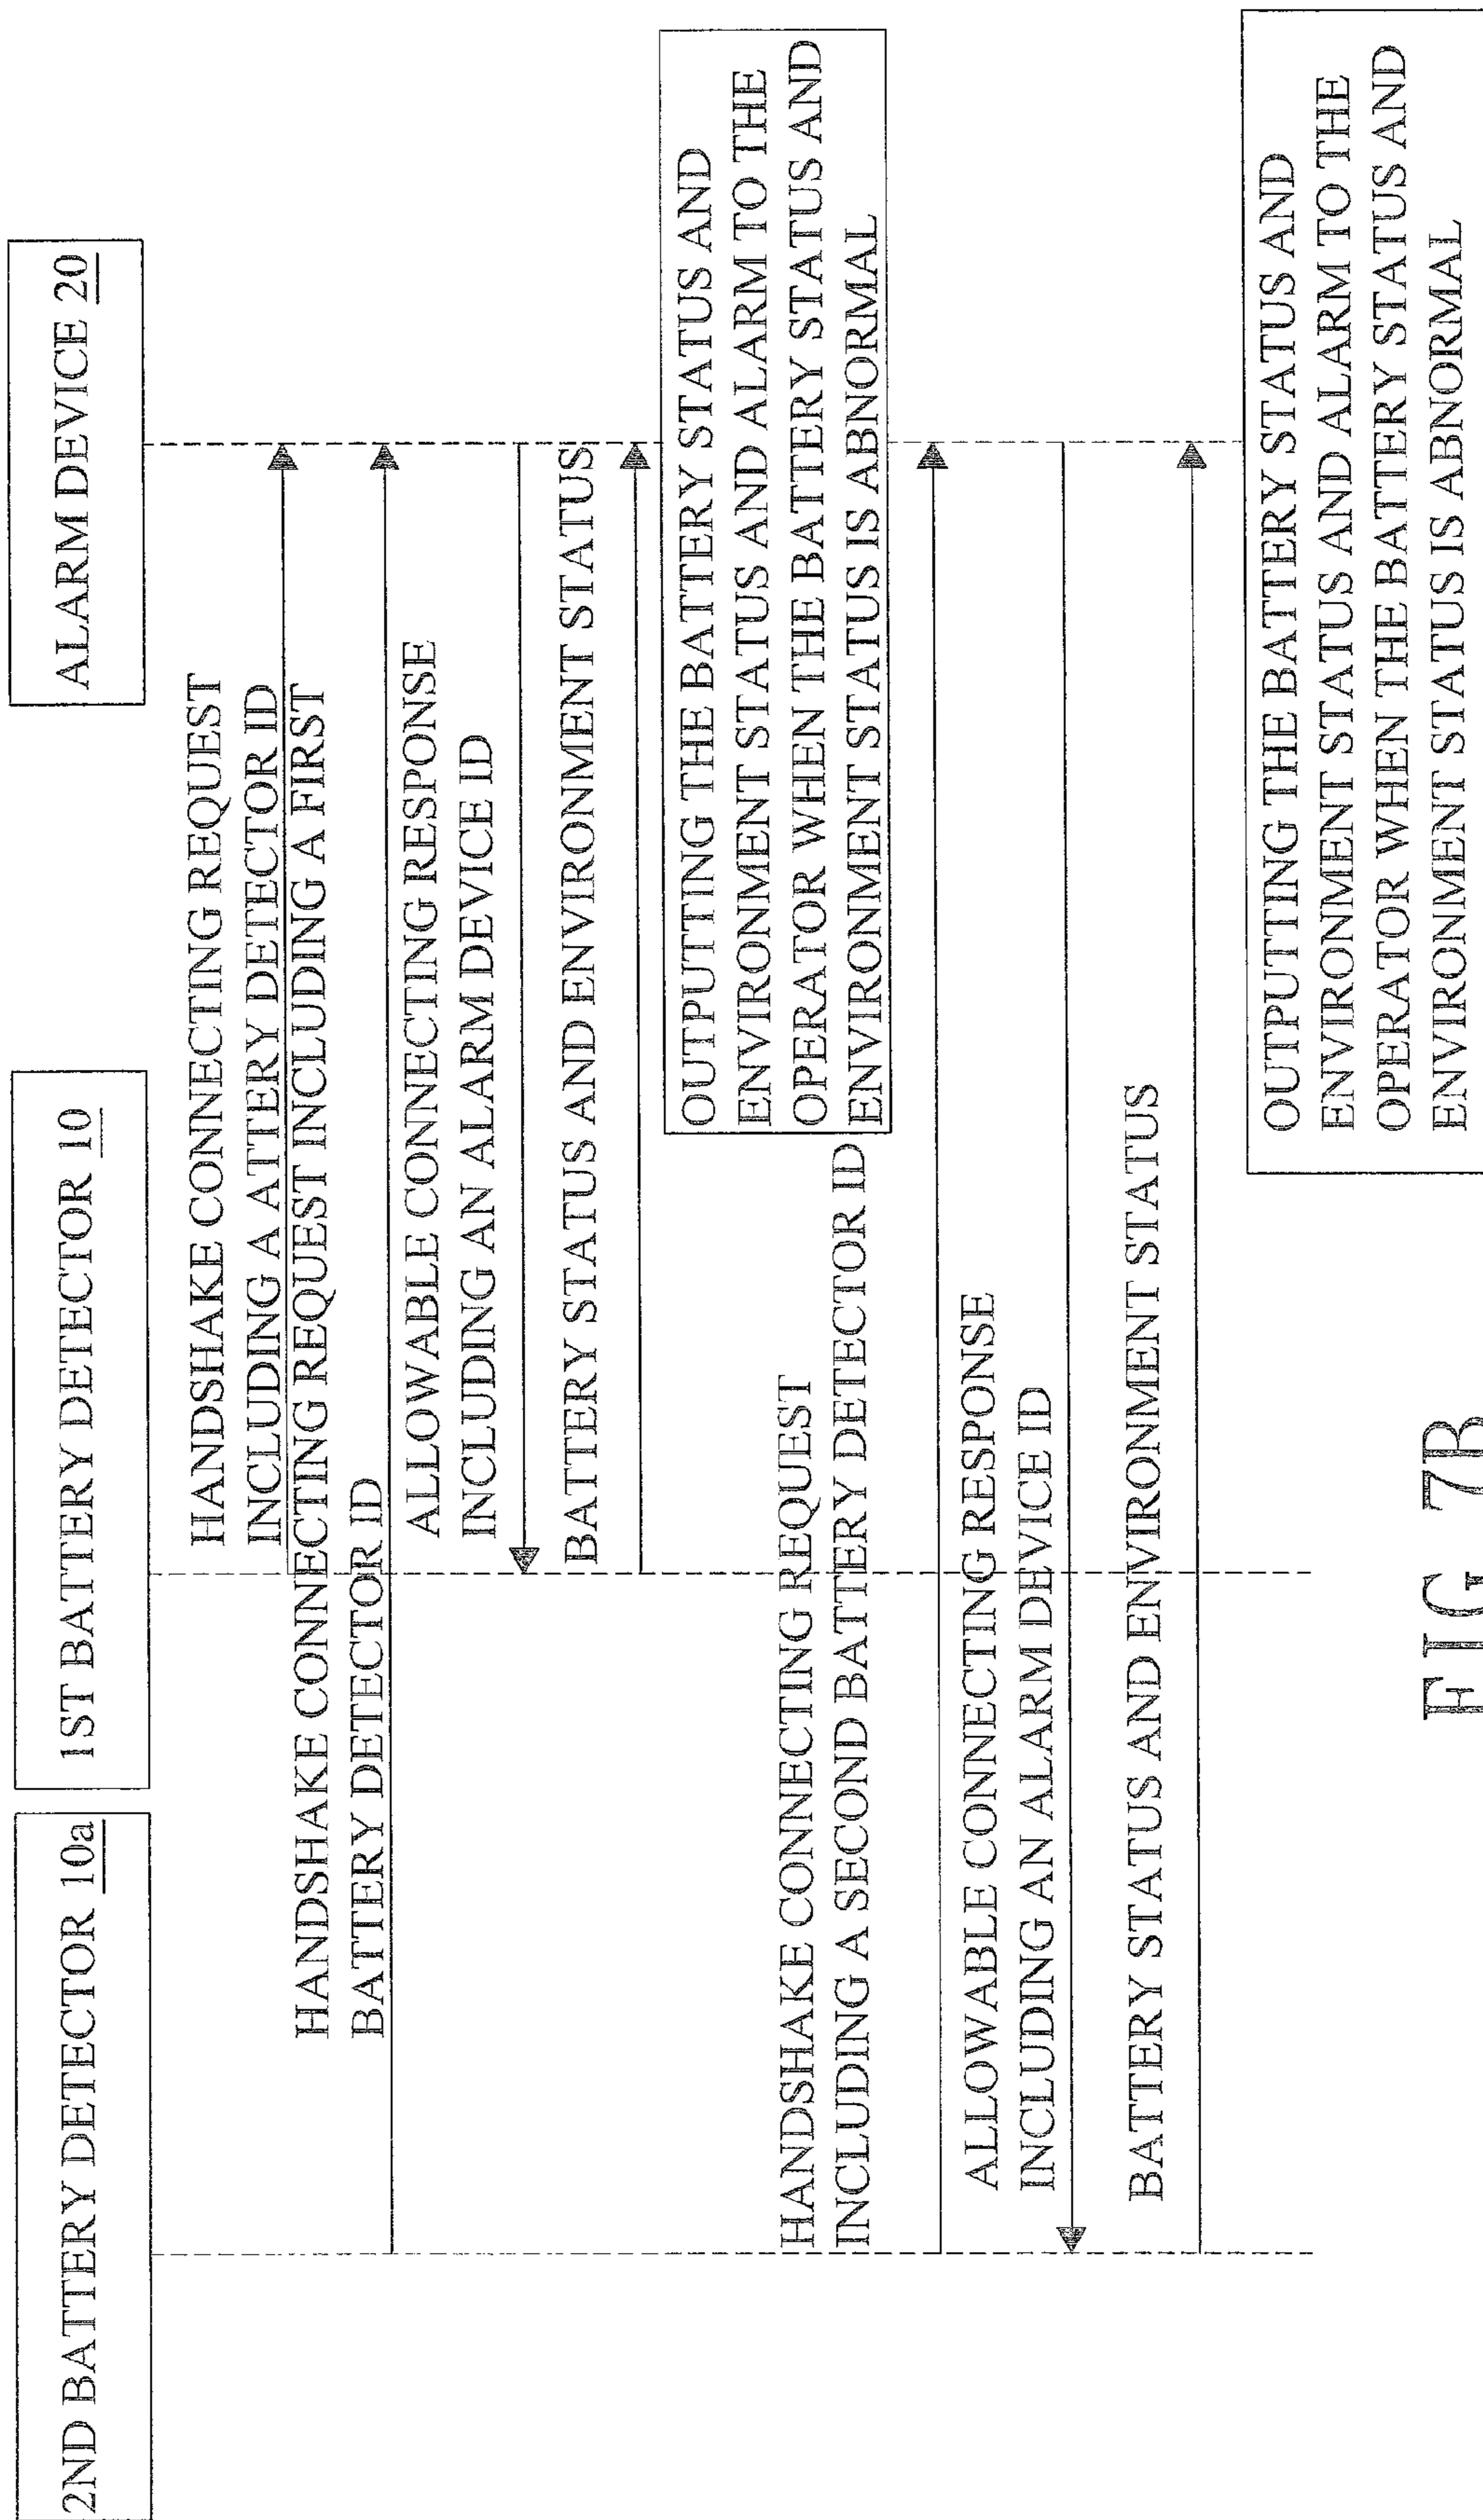 2ND BATTERY DETECTOR 10a
1ST BATTERY DETECTOR 10
ALARM DEVICE 20
HANDSHAKE CONNECTING REQUEST
INCLUDING A ATTERY DETECTOR ID
HANDSHAKE CONNECTING REQUEST INCLUDING A FIRST
BATTERY DETECTOR ID
ALLOWABLE CONNECTING RESPONSE
INCLUDING AN ALARM DEVICE ID
BATTERY STATUS AND ENVIRONMENT STATUS
OUTPUTTING THE BATTERY STATUS AND
ENVIRONMENT STATUS AND ALARM TO THE
OPERATOR WHEN THE BATTERY STATUS AND
ENVIRONMENT STATUS IS ABNORMAL
HANDSHAKE CONNECTING REQUEST
INCLUDING A SECOND BATTERY DETECTOR ID
ALLOWABLE CONNECTING RESPONSE
INCLUDING AN ALARM DEVICE ID
BATTERY STATUS AND ENVIRONMENT STATUS
OUTPUTTING THE BATTERY STATUS AND
ENVIRONMENT STATUS AND ALARM TO THE
OPERATOR WHEN THE BATTERY STATUS AND
ENVIRONMENT STATUS IS ABNORMAL
FIG 7B